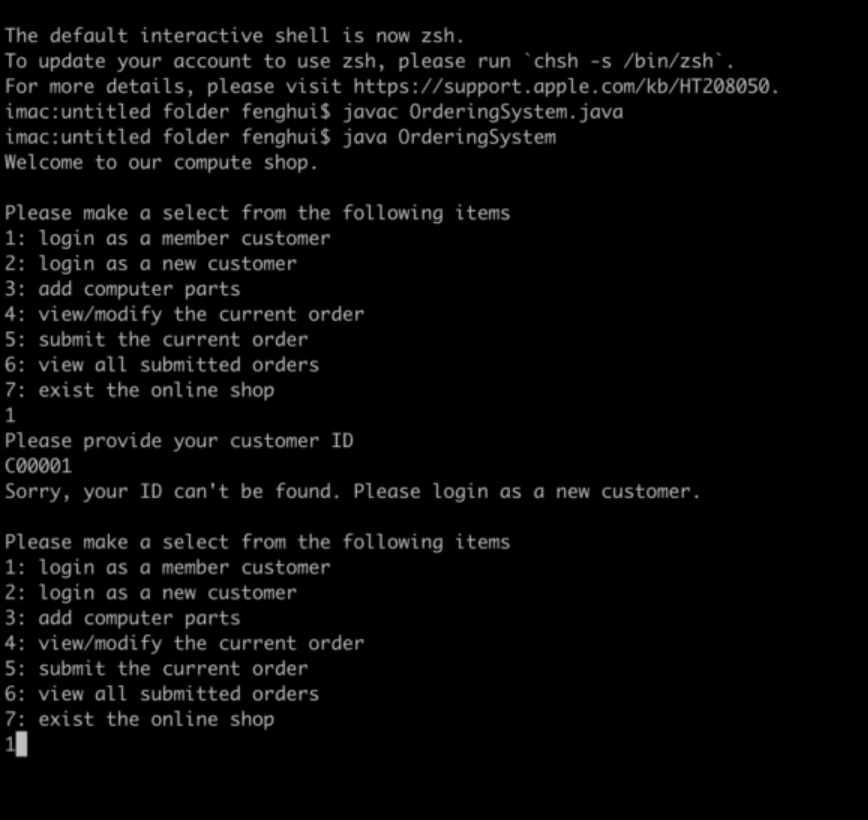 The default interactive shell is now zsh.
To update your account to use zsh, please run `chsh -s /bin/zsh`.
For more details, please visit https://support.apple.com/kb/HT208050.
imac:untitled folder fenghui$ javac OrderingSystem.java
imac:untitled folder fenghui$ java OrderingSystem
Welcome to our compute shop.
Please make a select from the following items
1: login as a member customer
2: login as a new customer
3: add computer parts
4: view/modify the current order
5: submit the current order
6: view all submitted orders
7: exist the online shop
1
Please provide your customer ID
C00001
Sorry, your ID can't be found. Please login as a new customer.
Please make a select from the following items
1: login as a member customer
2: login as a new customer
3: add computer parts
4: view/modify the current order
5: submit the current order
6: view all submitted orders
7: exist the online shop
1